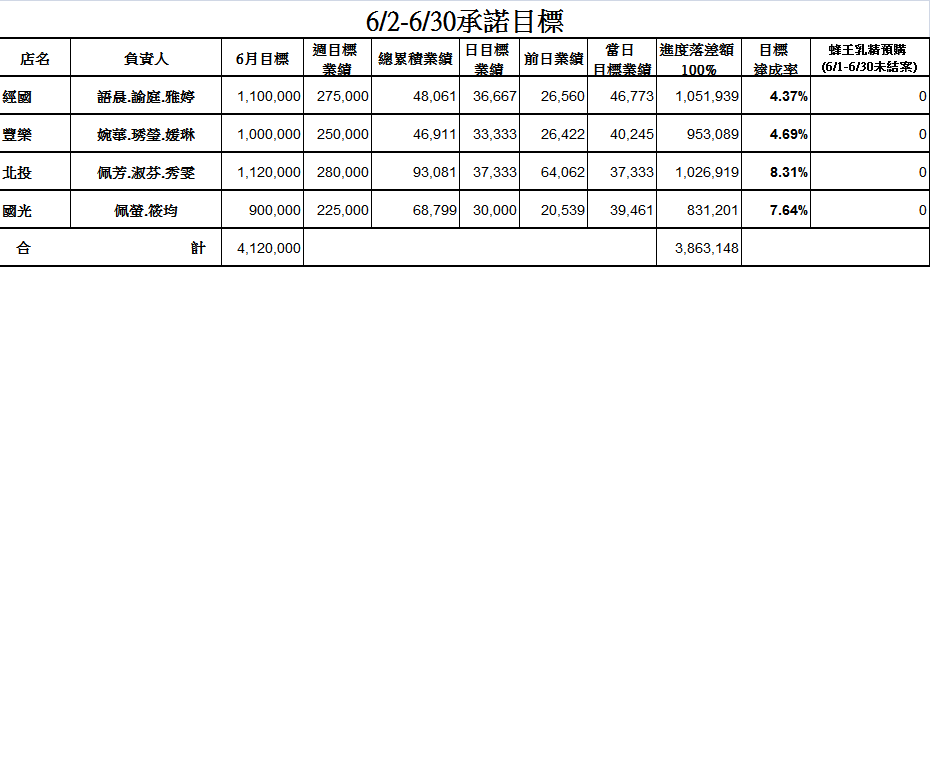 6/2-6/30承諾目標
店名 負責人 6月目標 週目標業績 總累積業績 日目標業績 前日業績 當日目標業績 進度落差額100% 目標達成率 蜂王乳精預購(6/1-6/30未結案)
經國 語晨.諭庭.雅婷 1,100,000 275,000 48,061 36,667 26,560 46,773 1,051,939 4.37% 0
豐樂 婉華.琇瑩.媛琳 1,000,000 250,000 46,911 33,333 26,422 40,245 953,089 4.69% 0
北投 佩芳.淑芬.秀雯 1,120,000 280,000 93,081 37,333 64,062 37,333 1,026,919 8.31% 0
國光 佩螢.筱均 900,000 225,000 68,799 30,000 20,539 39,461 831,201 7.64% 0
合計 4,120,000 3,863,148